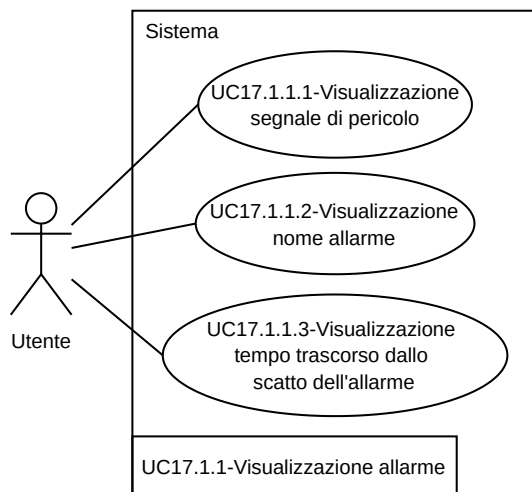 Sistema
UC17.1.1.1-Visualizzazione
segnale di pericolo
UC17.1.1.2-Visualizzazione
nome allarme
Utente
UC17.1.1.3-Visualizzazione
tempo trascorso dallo
scatto dell'allarme
UC17.1.1-Visualizzazione allarme